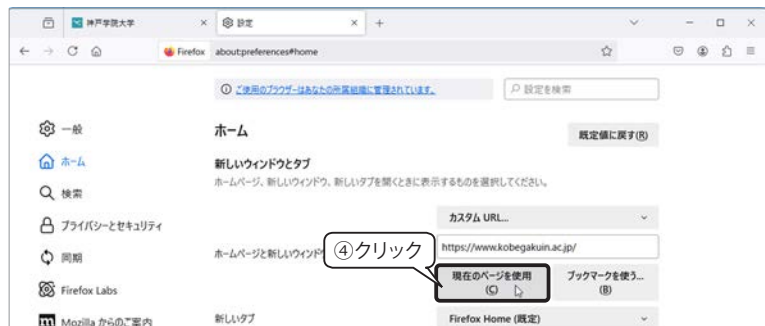 神戸学院大学
設定
Firefox about:preferences#home
ご使用のブラウザーはあなたの所属組織に管理されています。
設定を検索
一般
ホーム
検索
プライバシーとセキュリティ
同期
Firefox Labs
Mozilla からのご案内
ホーム
既定値に戻す(R)
新しいウィンドウとタブ
ホームページ、新しいウィンドウ、新しいタブを開くときに表示するものを選択してください。
カスタム URL...
ホームページと新しいウィンド
https://www.kobegakuin.ac.jp/
④クリック
現在のページを使用
(C)
ブックマークを使う...
(B)
新しいタブ
Firefox Home (既定)